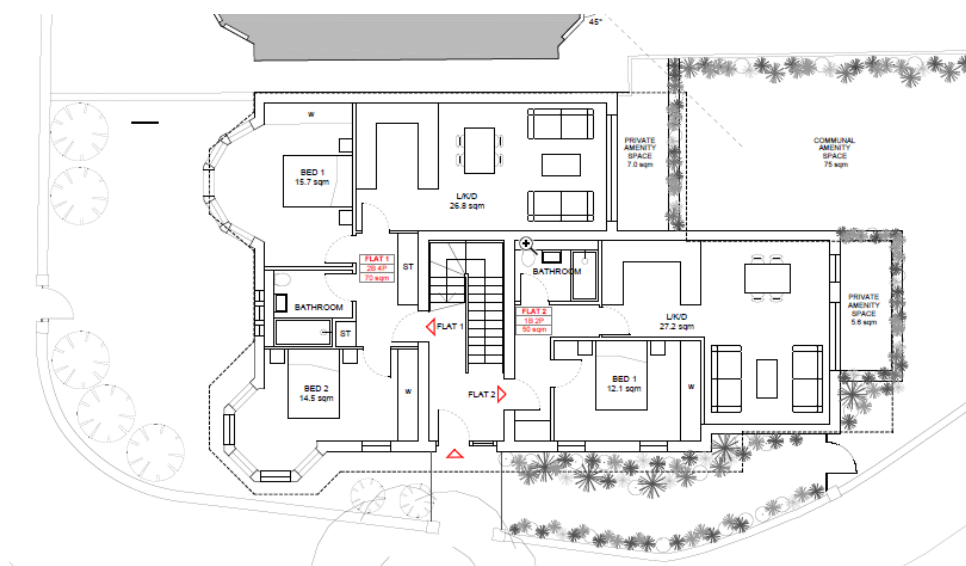 45°
W
BED 1
15.7 sqm
L/K/D
26.8 sqm
PRIVATE
AMENITY
SPACE
7.0 sqm
COMMUNAL
AMENITY
SPACE
75 sqm
FLAT 1
2B 4P
70 sqm
ST
BATHROOM
ST
FLAT 1
BATHROOM
FLAT 2
1B 2P
50 sqm
L/K/D
27.2 sqm
PRIVATE
AMENITY
SPACE
5.6 sqm
BED 2
14.5 sqm
W
FLAT 2
BED 1
12.1 sqm
W